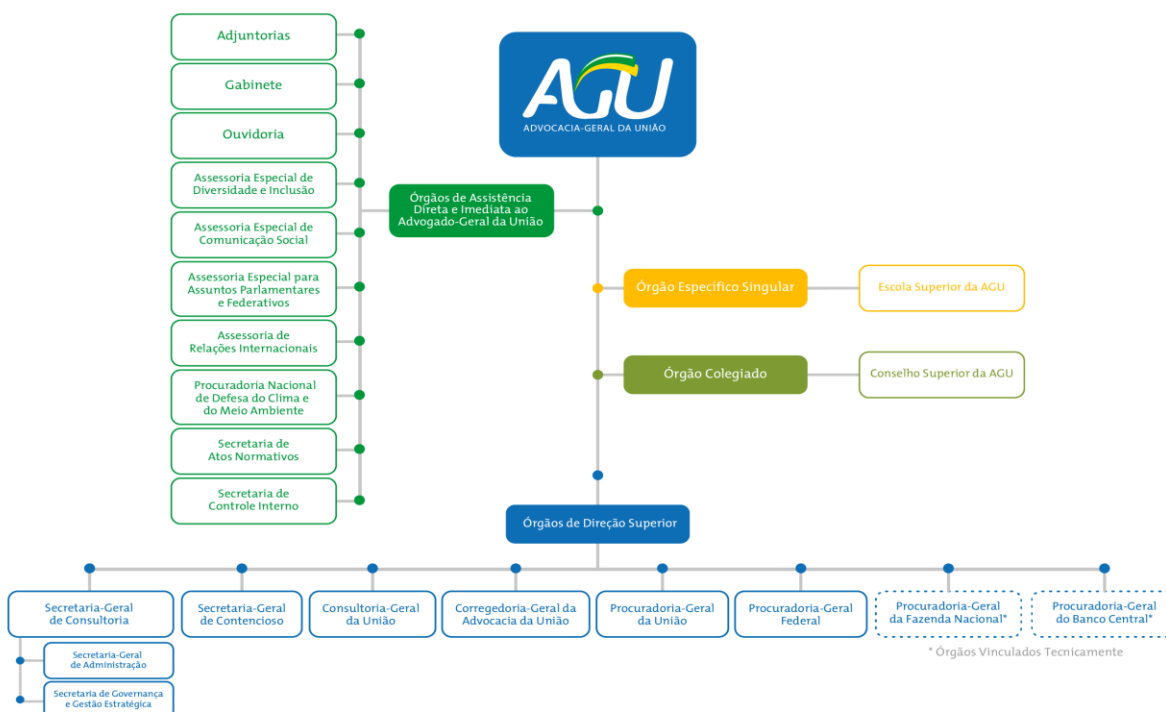 Adjuntorias
Gabinete
Ouvidoria
Assessoria Especial de
Diversidade e Inclusão
Assessoria Especial de
Comunicação Social
Assessoria Especial para
Assuntos Parlamentares
e Federativos
Assessoria de
Relações Internacionais
Procuradoria Nacional
de Defesa do Clima e
do Meio Ambiente
Secretaria de
Atos Normativos
Secretaria de
Controle Interno
AGU
ADVOCACIA-GERAL DA UNIÃO
Órgãos de Assistência
Direta e Imediata ao
Advogado-Geral da União
Órgão Específico Singular
Escola Superior da AGU
Órgão Colegiado
Conselho Superior da AGU
Órgãos de Direção Superior
Secretaria-Geral
de Consultoria
Secretaria-Geral
de Administração
Secretaria de Governança
e Gestão Estratégica
Secretaria-Geral
de Contencioso
Consultoria-Geral
da União
Corregedoria-Geral da
Advocacia da União
Procuradoria-Geral
da União
Procuradoria-Geral
Federal
Procuradoria-Geral
da Fazenda Nacional*
Procuradoria-Geral
do Banco Central*
* Órgãos Vinculados Tecnicamente